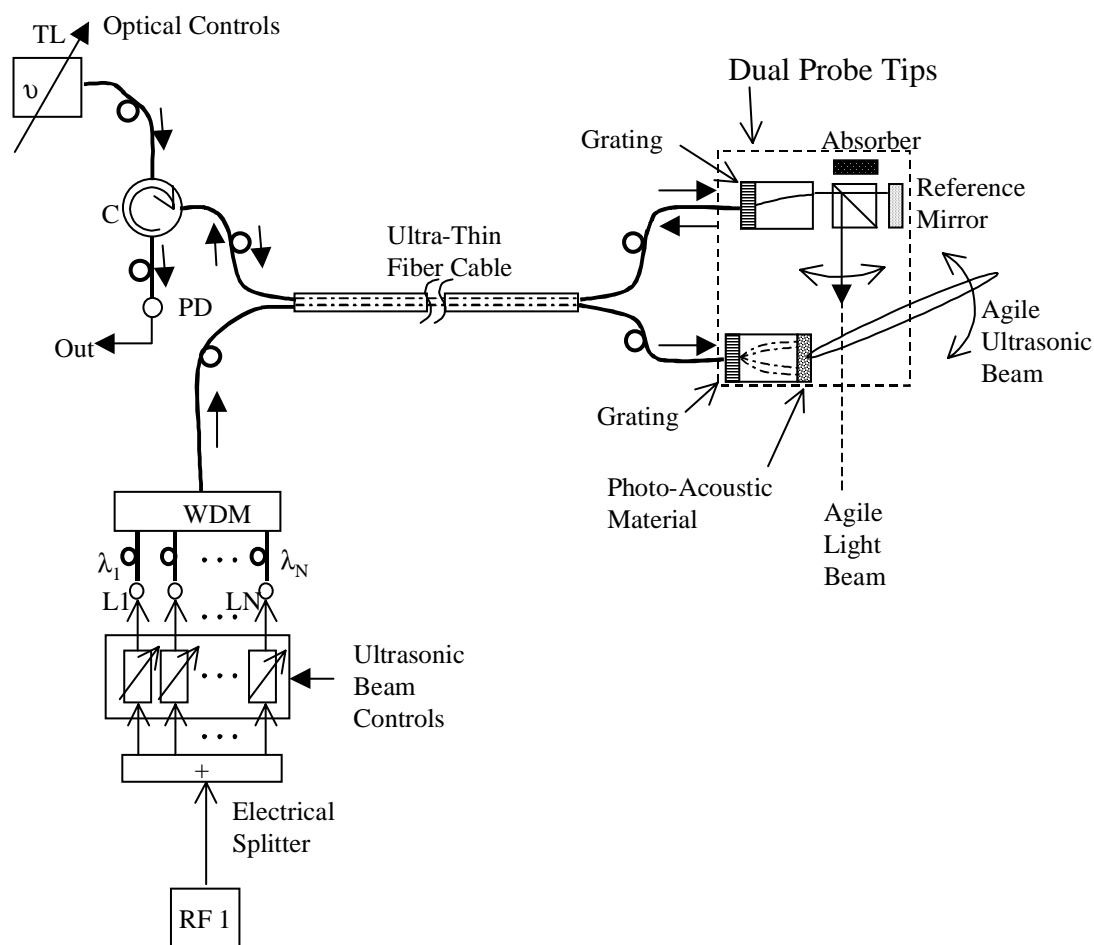 TL
Optical Controls
υ
C
PD
Out
Ultra-Thin
Fiber Cable
Dual Probe Tips
Grating
Absorber
Reference
Mirror
Agile
Ultrasonic
Beam
Grating
Photo-Acoustic
Material
Agile
Light
Beam
WDM
λ1 ... λN
L1 ... LN
...
Ultrasonic
Beam
Controls
...
+
Electrical
Splitter
RF 1